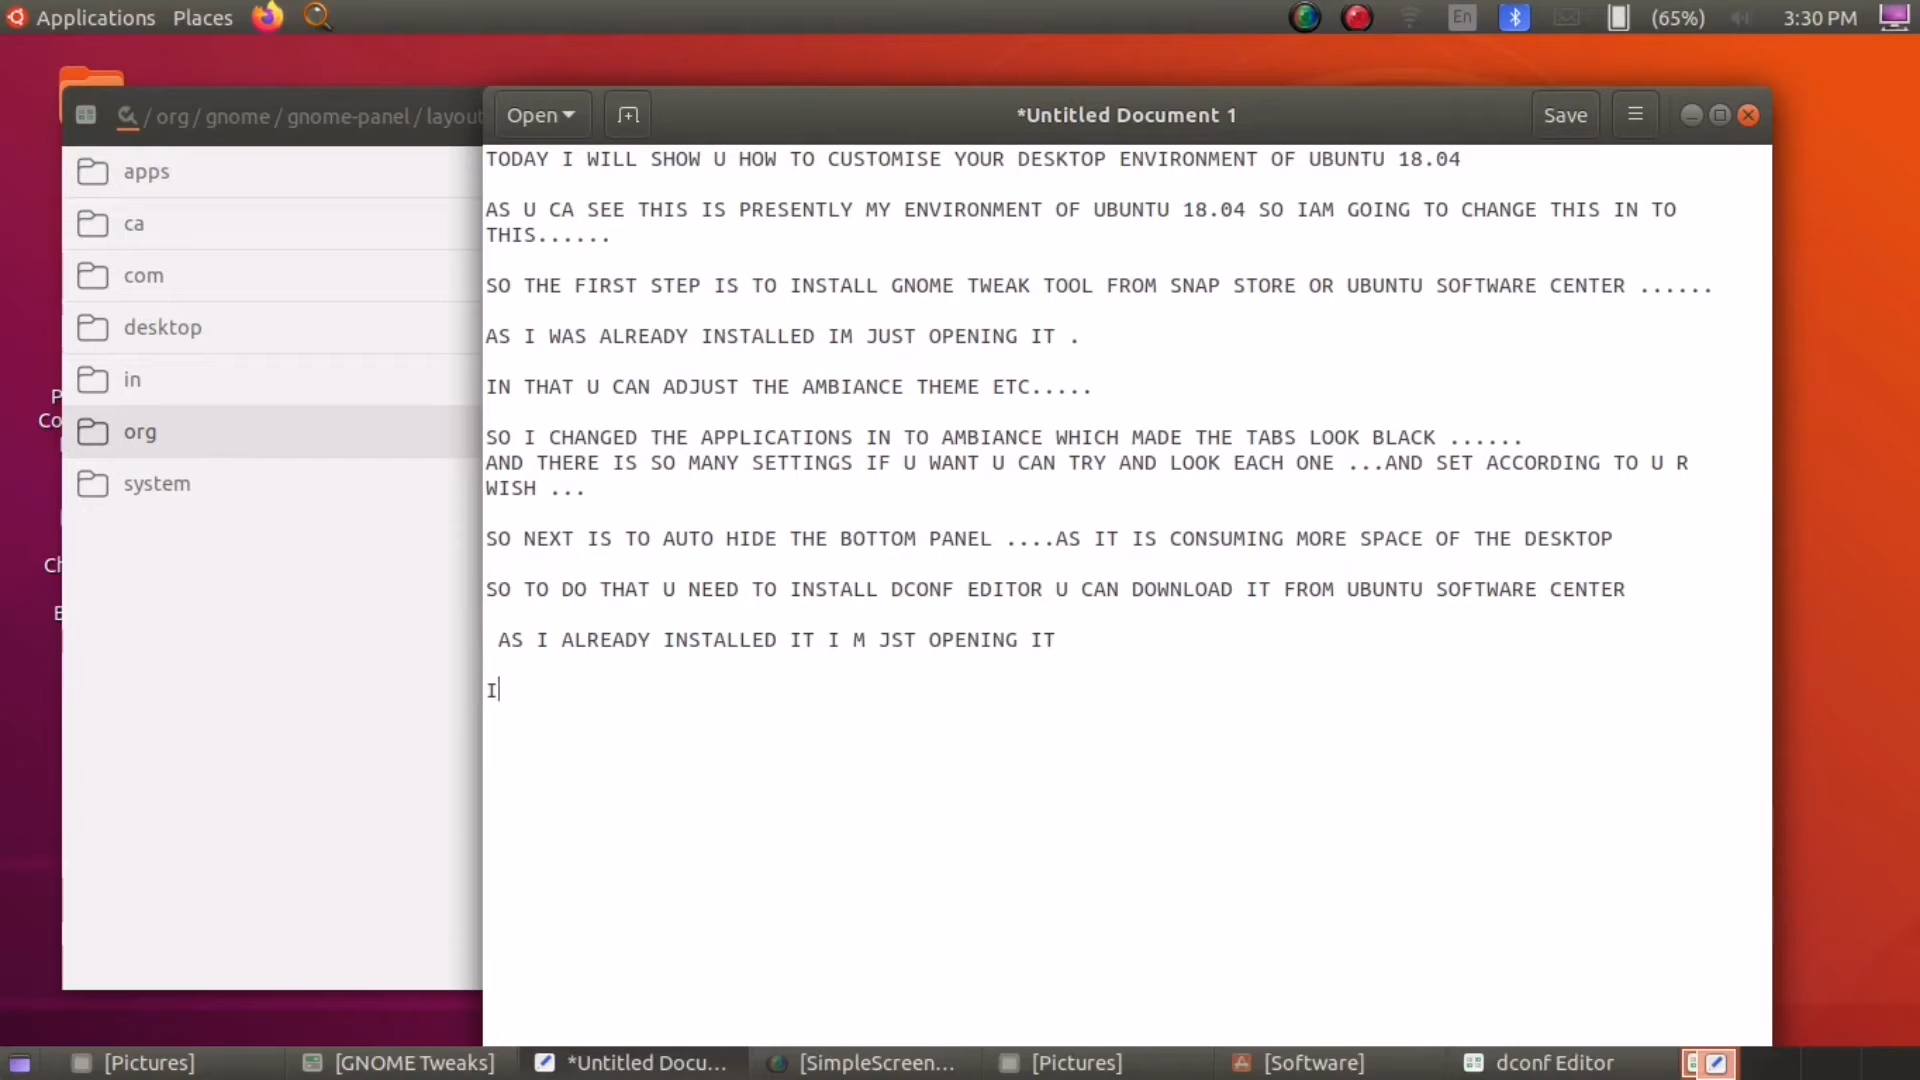 Applications Places En (65%) 3:30 PM
/ org / gnome / gnome-panel / layout
apps
ca
com
desktop
in
org
system
Open *Untitled Document 1 Save
TODAY I WILL SHOW U HOW TO CUSTOMISE YOUR DESKTOP ENVIRONMENT OF UBUNTU 18.04
AS U CA SEE THIS IS PRESENTLY MY ENVIRONMENT OF UBUNTU 18.04 SO IAM GOING TO CHANGE THIS IN TO
THIS......
SO THE FIRST STEP IS TO INSTALL GNOME TWEAK TOOL FROM SNAP STORE OR UBUNTU SOFTWARE CENTER ......
AS I WAS ALREADY INSTALLED IM JUST OPENING IT .
IN THAT U CAN ADJUST THE AMBIANCE THEME ETC.....
SO I CHANGED THE APPLICATIONS IN TO AMBIANCE WHICH MADE THE TABS LOOK BLACK ......
AND THERE IS SO MANY SETTINGS IF U WANT U CAN TRY AND LOOK EACH ONE ...AND SET ACCORDING TO U R
WISH ...
SO NEXT IS TO AUTO HIDE THE BOTTOM PANEL ....AS IT IS CONSUMING MORE SPACE OF THE DESKTOP
SO TO DO THAT U NEED TO INSTALL DCONF EDITOR U CAN DOWNLOAD IT FROM UBUNTU SOFTWARE CENTER
AS I ALREADY INSTALLED IT I M JST OPENING IT
I
[Pictures] [GNOME Tweaks] *Untitled Docu... [SimpleScreen... [Pictures] [Software] dconf Editor